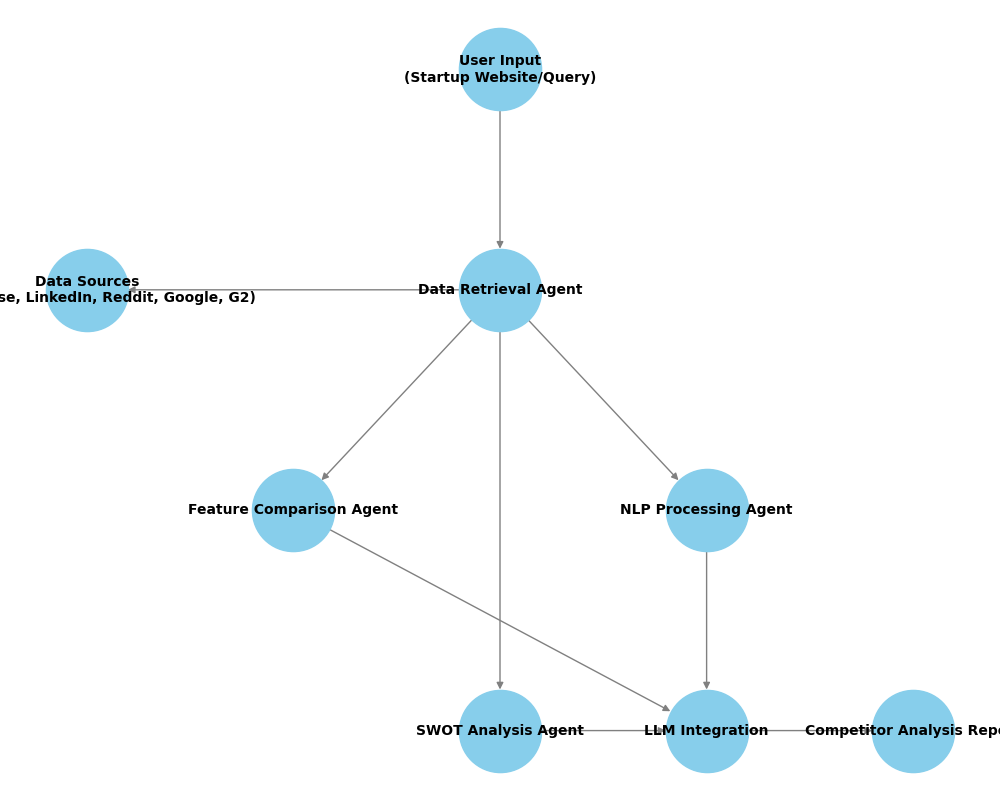 User Input
(Startup Website/Query)
Data Sources
se, LinkedIn, Reddit, Google, G2)
Data Retrieval Agent
Feature Comparison Agent
NLP Processing Agent
SWOT Analysis Agent
LLM Integration
Competitor Analysis Repo